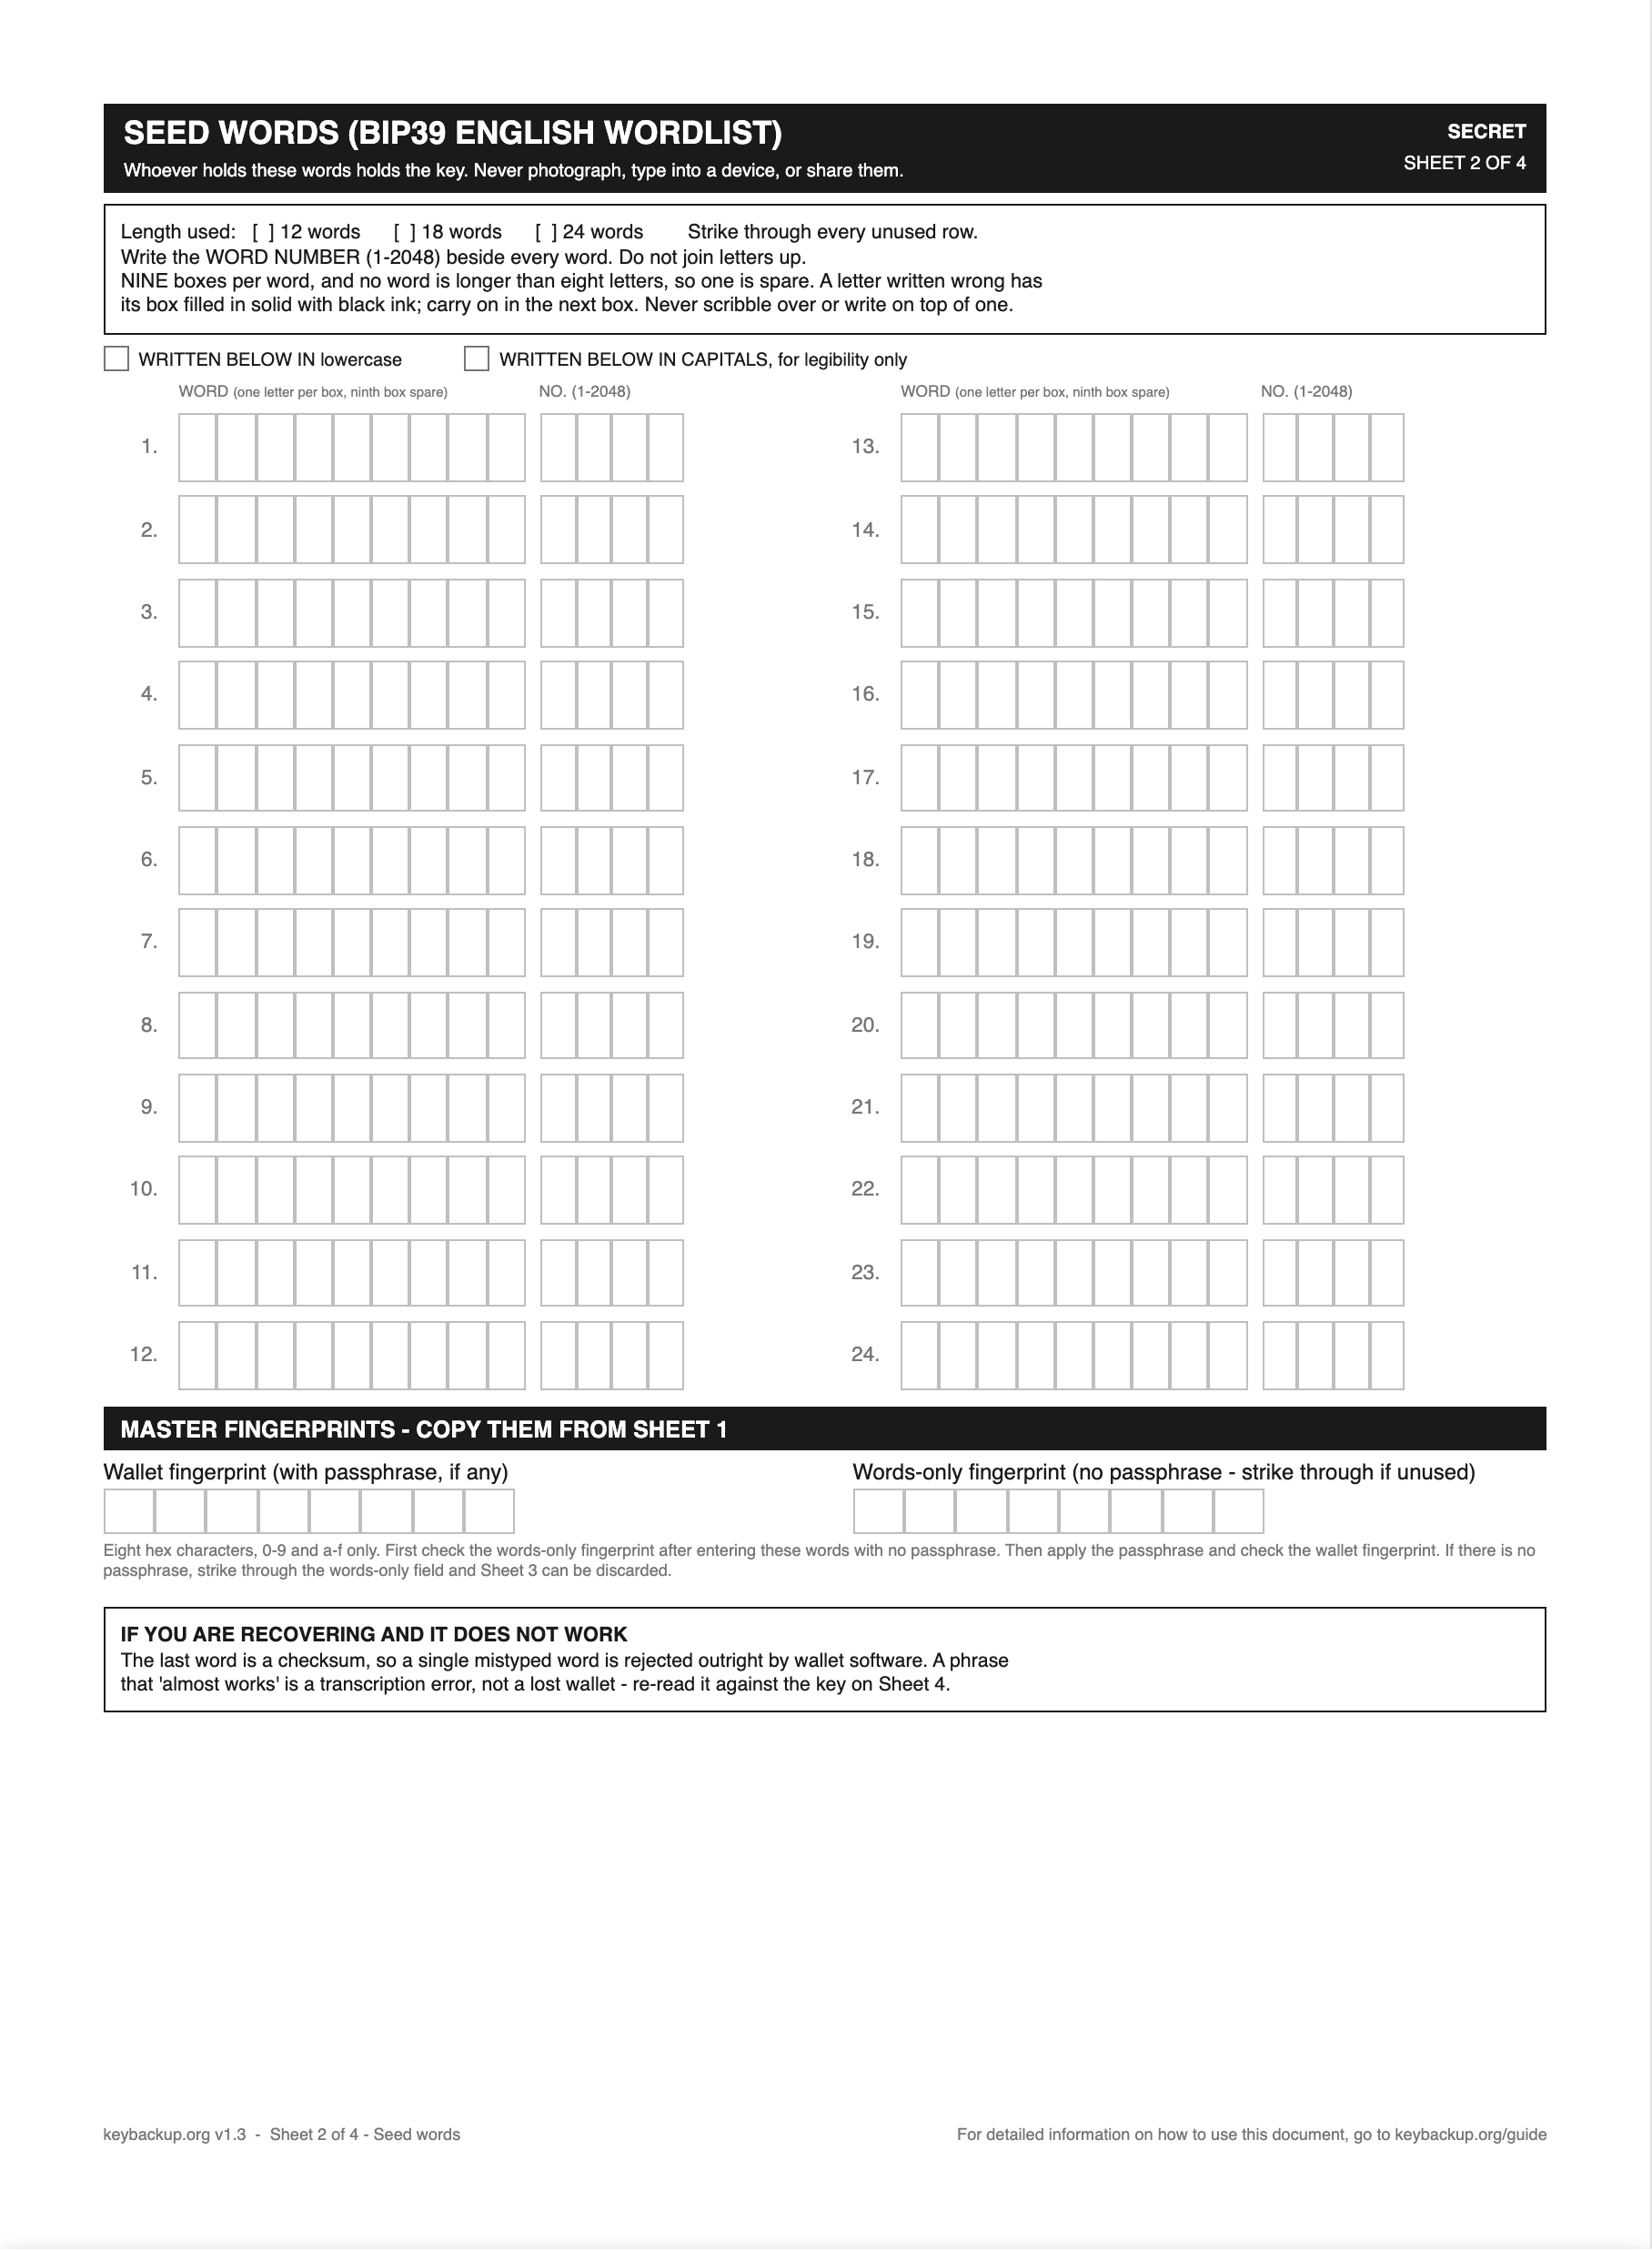 SEED WORDS (BIP39 ENGLISH WORDLIST)
SECRET
Whoever holds these words holds the key. Never photograph, type into a device, or share them.
SHEET 2 OF 4
Length used: [ ] 12 words [ ] 18 words [ ] 24 words Strike through every unused row.
Write the WORD NUMBER (1-2048) beside every word. Do not join letters up.
NINE boxes per word, and no word is longer than eight letters, so one is spare. A letter written wrong has
its box filled in solid with black ink; carry on in the next box. Never scribble over or write on top of one.
WRITTEN BELOW IN lowercase
WRITTEN BELOW IN CAPITALS, for legibility only
WORD (one letter per box, ninth box spare) NO. (1-2048)
1.
2.
3.
4.
5.
6.
7.
8.
9.
10.
11.
12.
WORD (one letter per box, ninth box spare) NO. (1-2048)
13.
14.
15.
16.
17.
18.
19.
20.
21.
22.
23.
24.
MASTER FINGERPRINTS - COPY THEM FROM SHEET 1
Wallet fingerprint (with passphrase, if any)
Words-only fingerprint (no passphrase - strike through if unused)
Eight hex characters, 0-9 and a-f only. First check the words-only fingerprint after entering these words with no passphrase. Then apply the passphrase and check the wallet fingerprint. If there is no
passphrase, strike through the words-only field and Sheet 3 can be discarded.
IF YOU ARE RECOVERING AND IT DOES NOT WORK
The last word is a checksum, so a single mistyped word is rejected outright by wallet software. A phrase
that 'almost works' is a transcription error, not a lost wallet - re-read it against the key on Sheet 4.
keybackup.org v1.3 - Sheet 2 of 4 - Seed words
For detailed information on how to use this document, go to keybackup.org/guide